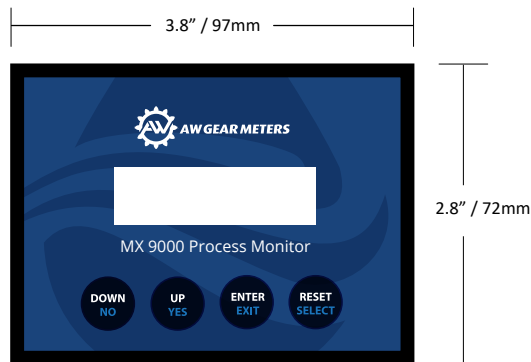 3.8” / 97mm
AW AW GEAR METERS
2.8” / 72mm
MX 9000 Process Monitor
DOWN
NO
UP
YES
ENTER
EXIT
RESET
SELECT